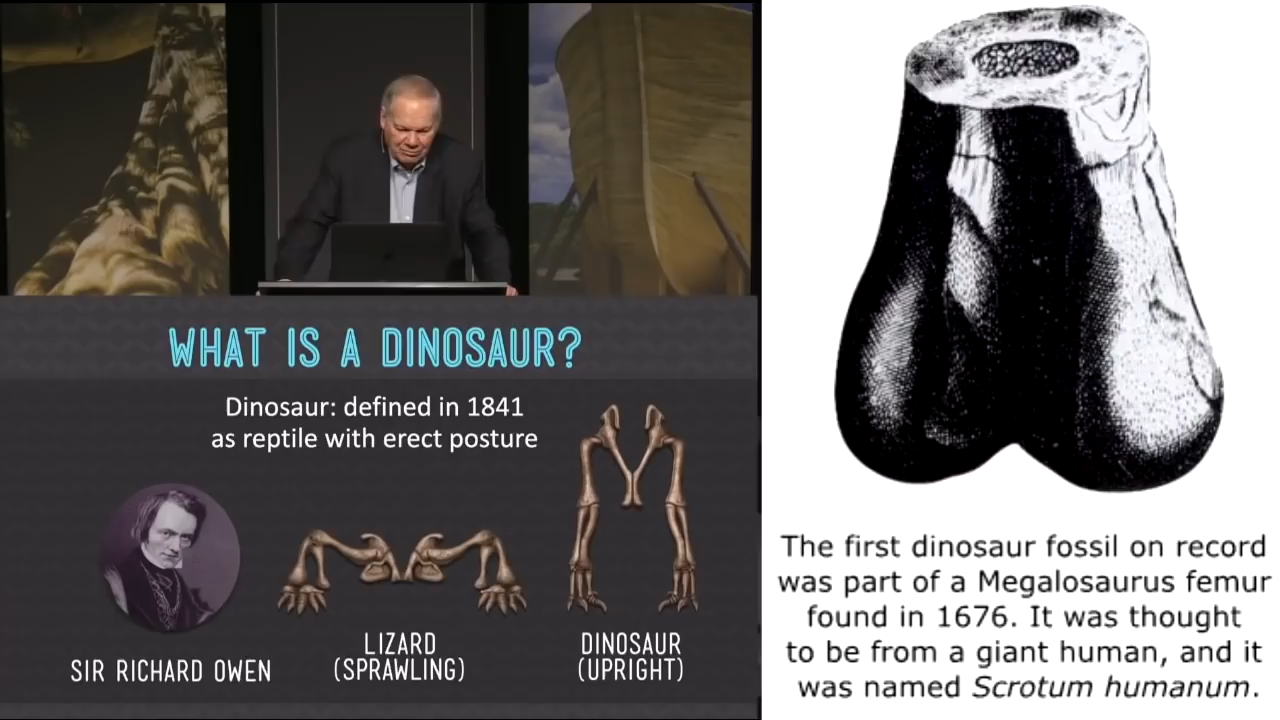 WHAT IS A DINOSAUR?
Dinosaur: defined in 1841
as reptile with erect posture
SIR RICHARD OWEN
LIZARD
(SPRAWLING)
DINOSAUR
(UPRIGHT)
The first dinosaur fossil on record
was part of a Megalosaurus femur
found in 1676. It was thought
to be from a giant human, and it
was named Scrotum humanum.